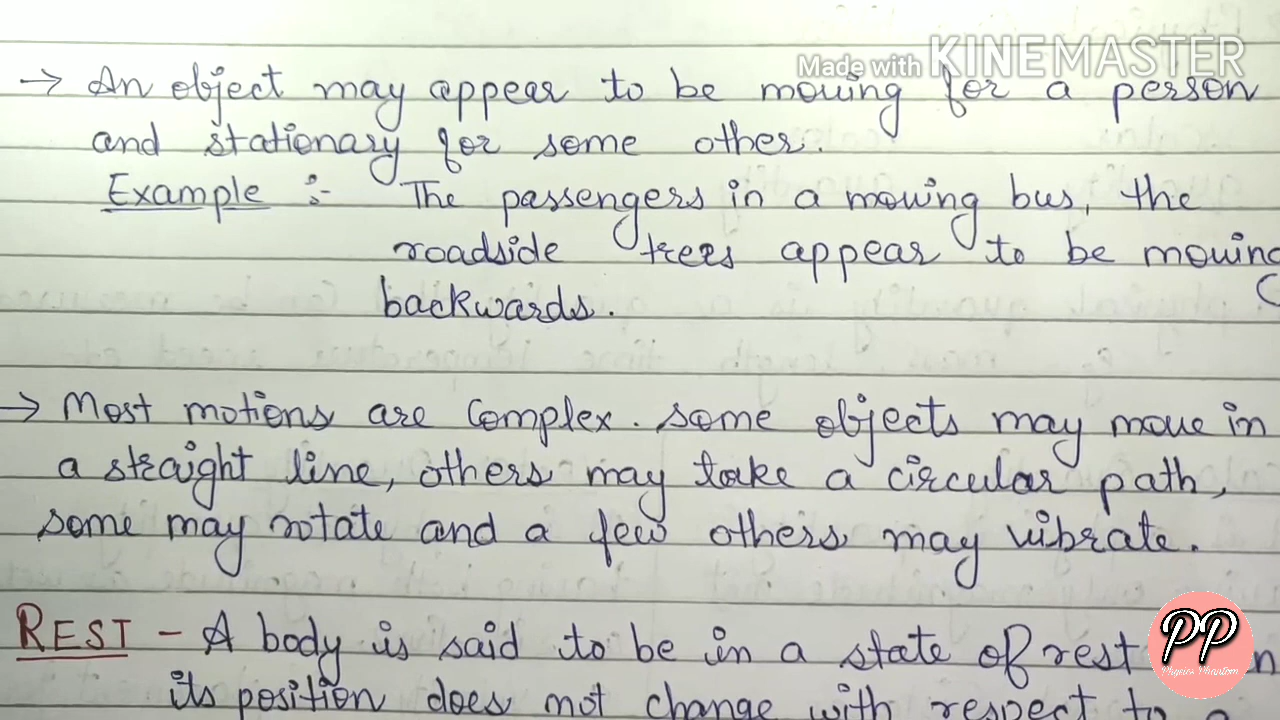 Made with KINEMASTER
→ An object may appear to be moving for a person
and stationary for some other.
Example :- The passengers in a moving bus, the
roadside trees appear to be moving
backwards.
→ Most motions are complex. Some objects may move in
a straight line, others may take a circular path,
some may rotate and a few others may vibrate.
REST - A body is said to be in a state of rest
its position does not change with respect to a
PP
Physics Phantom